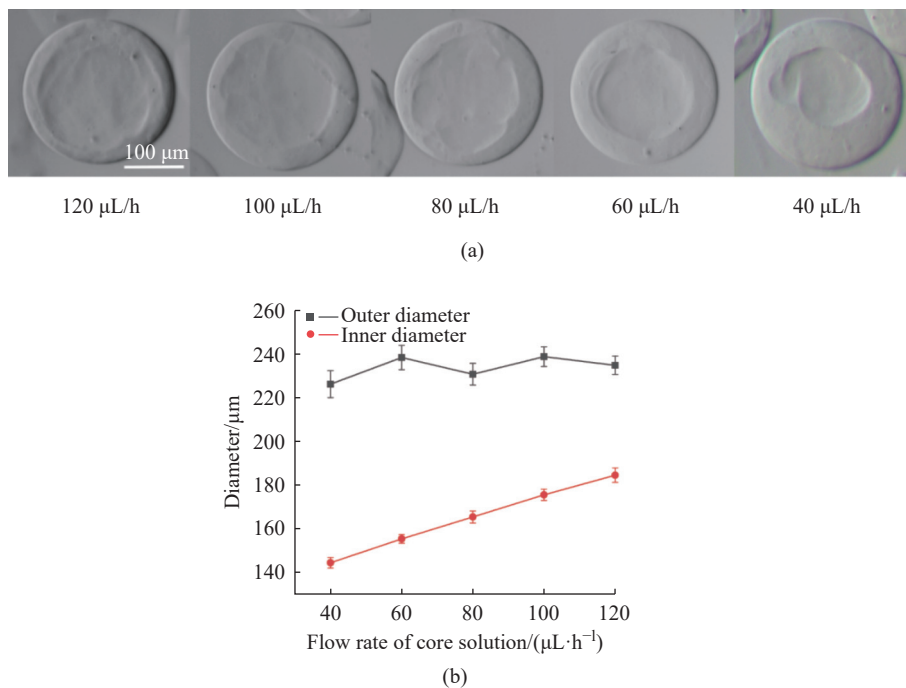 100 μm
120 μL/h 100 μL/h 80 μL/h 60 μL/h 40 μL/h
(a)
260
240
220
200
180
160
140
Diameter/μm
Outer diameter
Inner diameter
40 60 80 100 120
Flow rate of core solution/(μL·h⁻¹)
(b)